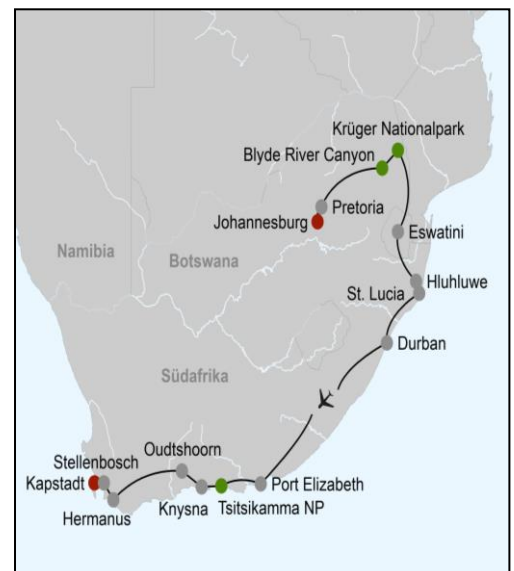 Krüger Nationalpark
Blyde River Canyon
Pretoria
Johannesburg
Eswatini
Namibia
Botswana
Hluhluwe
St. Lucia
Durban
Südafrika
Oudtshoorn
Stellenbosch
Kapstadt
Port Elizabeth
Hermanus
Knysna
Tsitsikamma NP